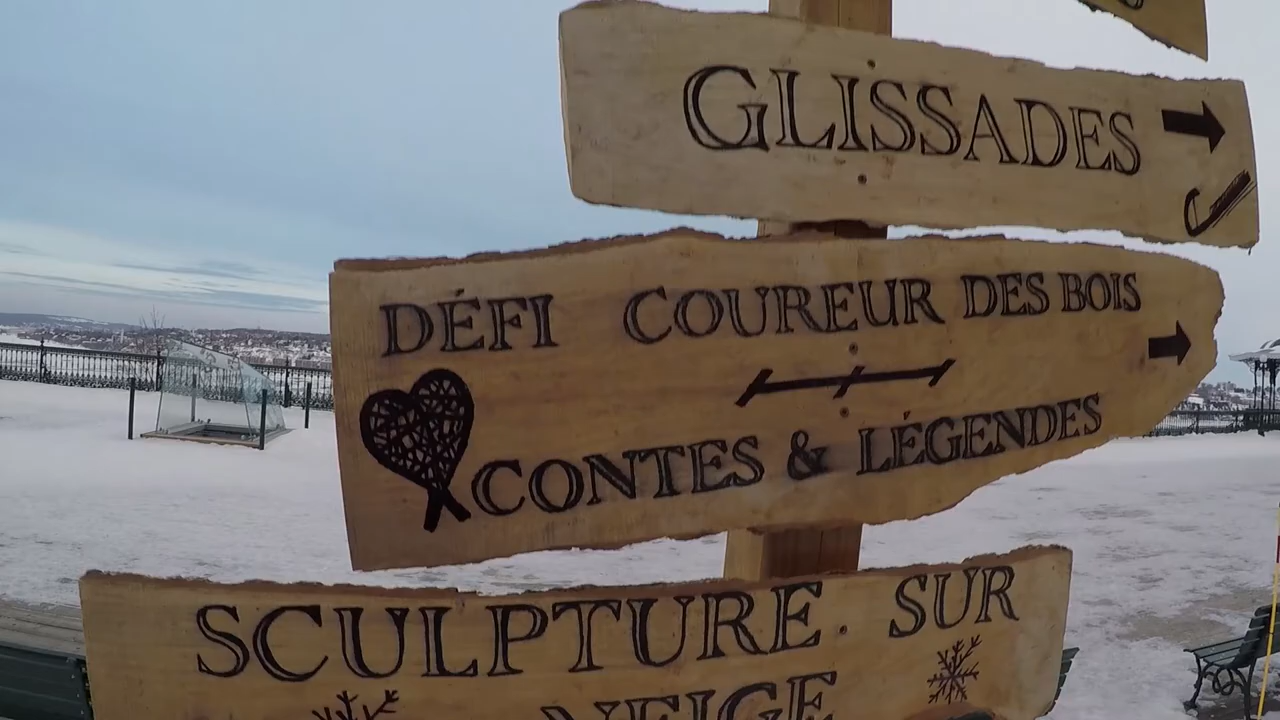 GLISSADES
DÉFI COUREUR DES BOIS
CONTES & LÉGENDES
SCULPTURE SUR
NEIGE